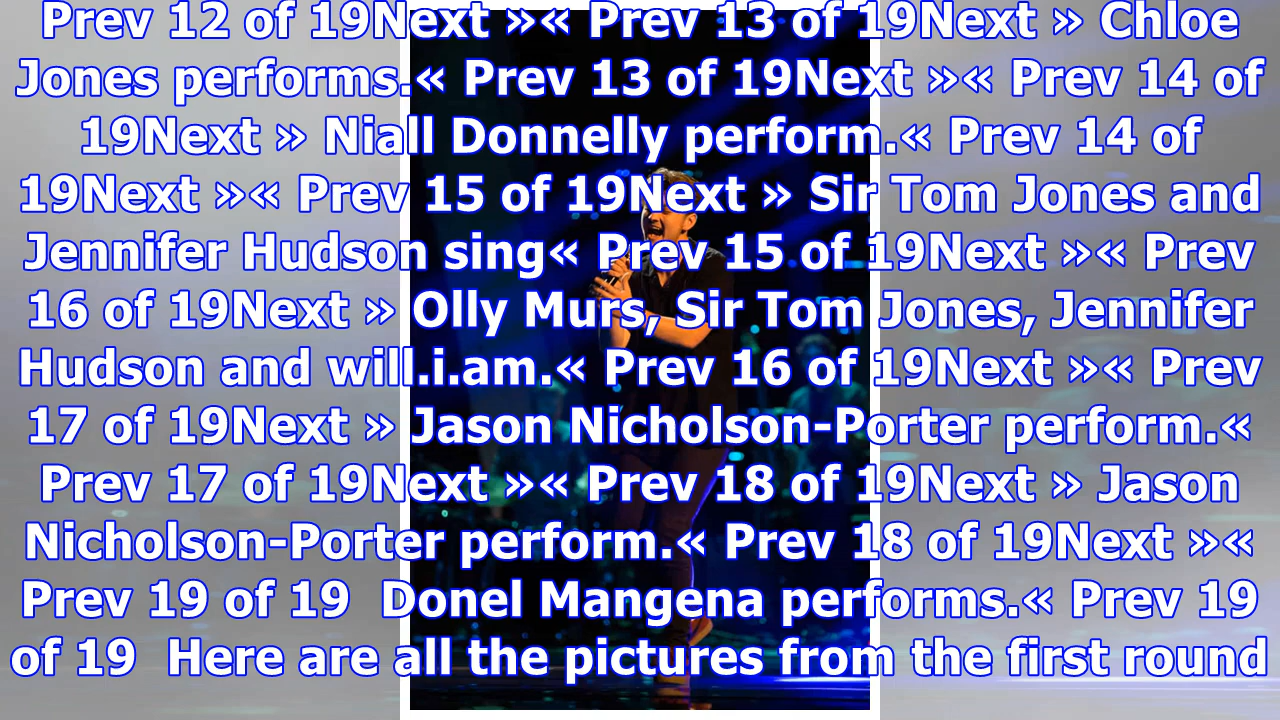 Prev 12 of 19Next »« Prev 13 of 19Next » Chloe
Jones performs.« Prev 13 of 19Next »« Prev 14 of
19Next » Niall Donnelly perform.« Prev 14 of
19Next »« Prev 15 of 19Next » Sir Tom Jones and
Jennifer Hudson sing« Prev 15 of 19Next »« Prev
16 of 19Next » Olly Murs, Sir Tom Jones, Jennifer
Hudson and will.i.am.« Prev 16 of 19Next »« Prev
17 of 19Next » Jason Nicholson-Porter perform.«
Prev 17 of 19Next »« Prev 18 of 19Next » Jason
Nicholson-Porter perform.« Prev 18 of 19Next »«
Prev 19 of 19  Donel Mangena performs.« Prev 19
of 19  Here are all the pictures from the first round